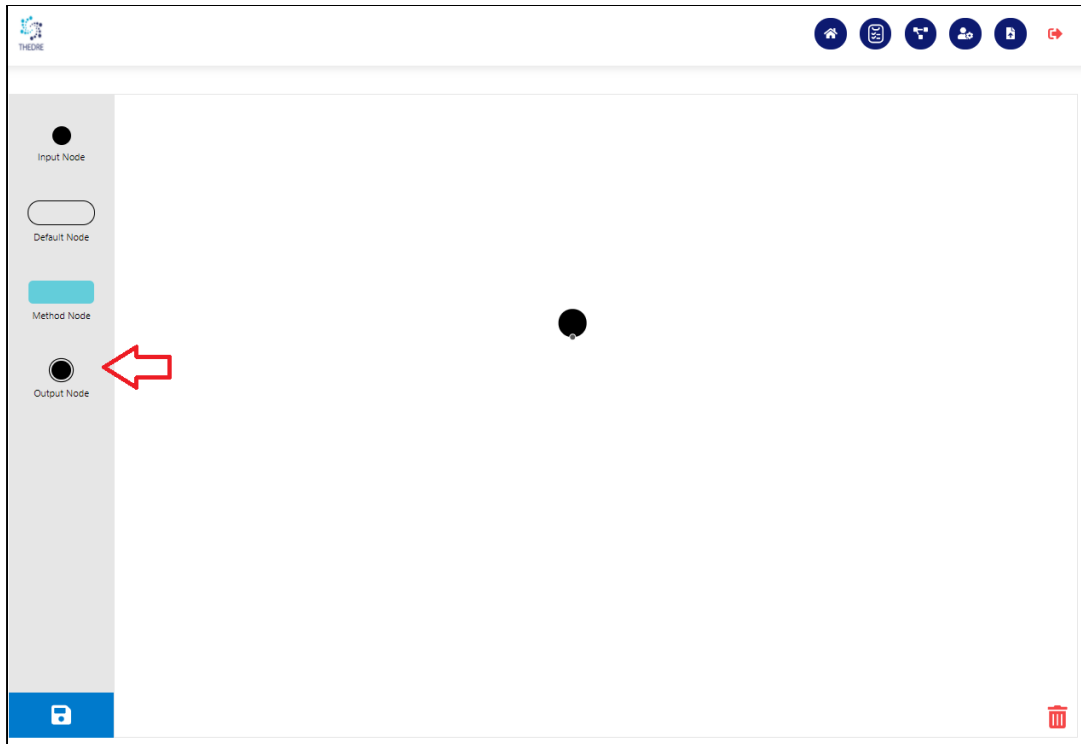 THEDRE
Input Node
Default Node
Method Node
Output Node